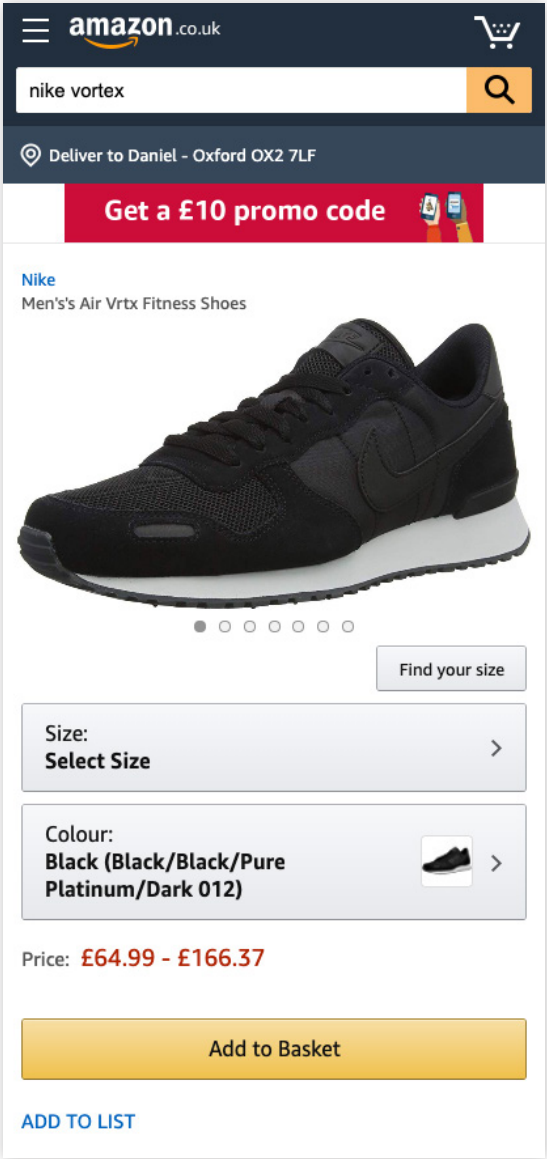 amazon.co.uk
nike vortex
Deliver to Daniel - Oxford OX2 7LF
Get a £10 promo code
Nike
Men's's Air Vrtx Fitness Shoes
Find your size
Size:
Select Size
Colour:
Black (Black/Black/Pure
Platinum/Dark 012)
Price: £64.99 - £166.37
Add to Basket
ADD TO LIST